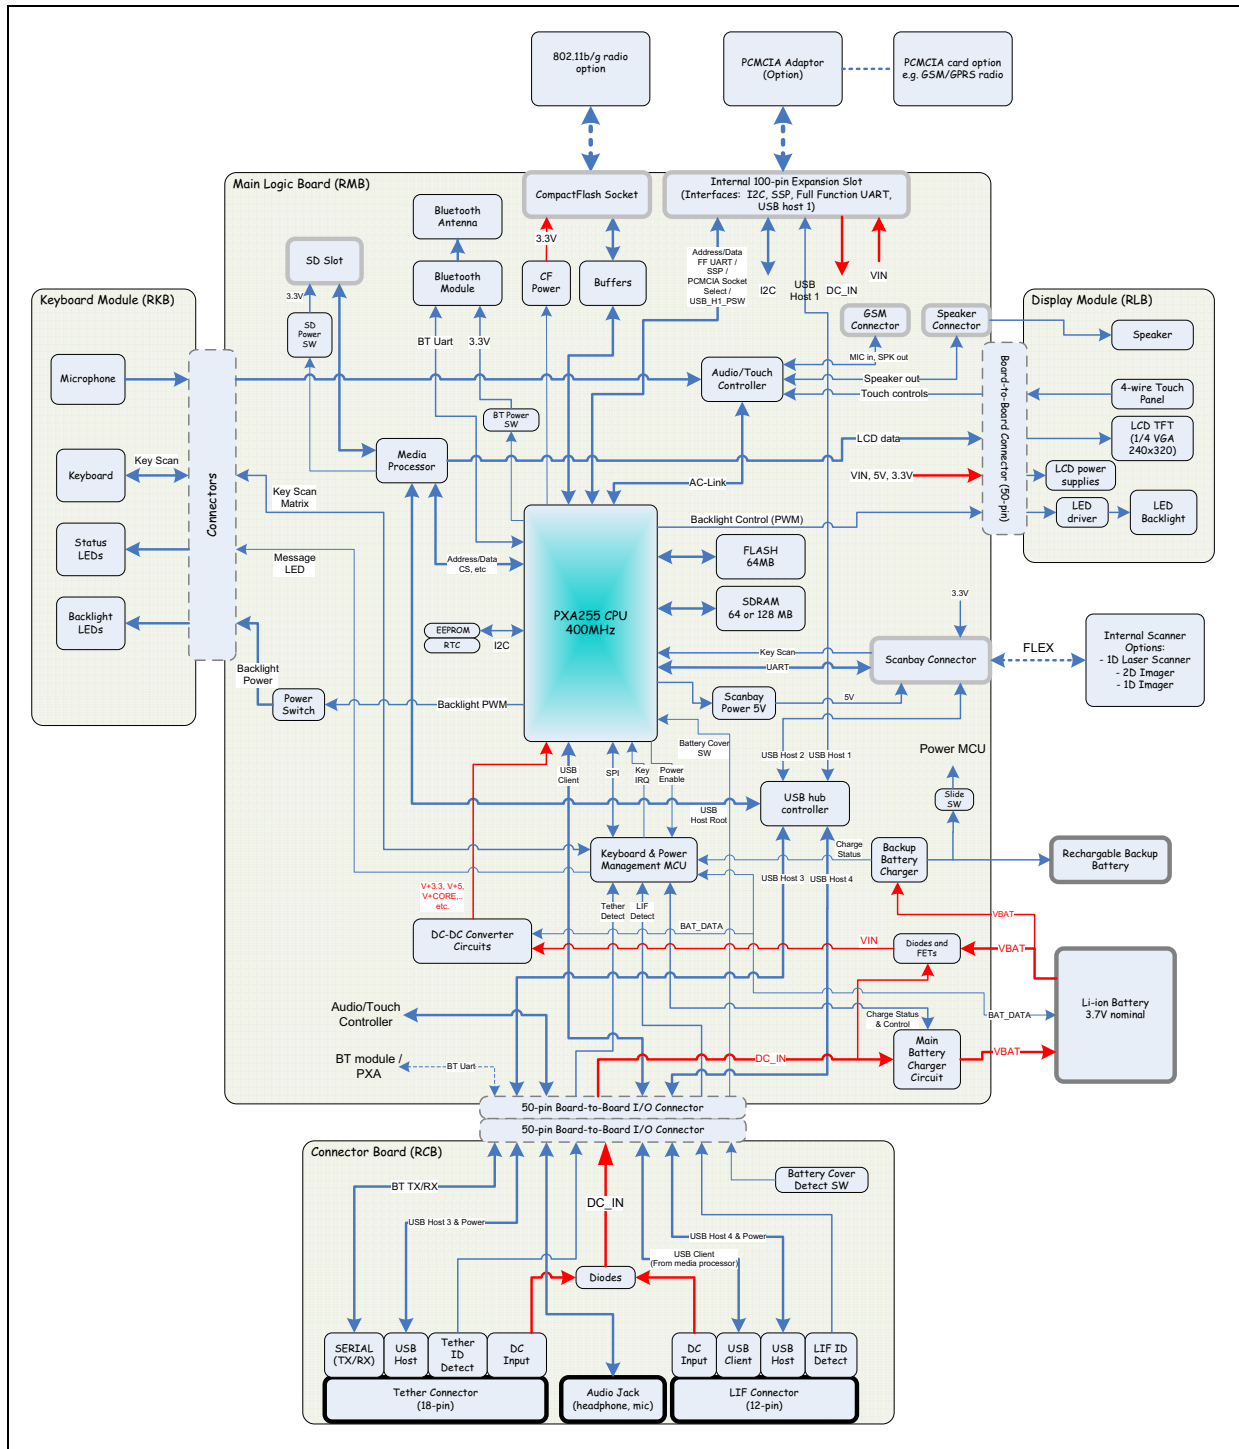 802.11b/g radio
option
PCMCIA Adaptor
(Option)
PCMCIA card option
e.g. GSM/GPRS radio
Main Logic Board (RMB)
CompactFlash Socket
Internal 100-pin Expansion Slot
(Interfaces: I2C, SSP, Full Function UART,
USB host 1)
Bluetooth
Antenna
3.3V
SD Slot
Bluetooth
Module
CF
Power
Buffers
Address/Data
FF UART /
SSP /
PCMCIA Socket
Select /
USB_H1_PSW
I2C
USB
Host 1
DC_IN
VIN
Keyboard Module (RKB)
3.3V
SD
Power
SW
BT Uart
3.3V
GSM
Connector
Speaker
Connector
Display Module (RLB)
Speaker
MIC in, SPK out
Microphone
Audio/Touch
Controller
Speaker out
Touch controls
4-wire Touch
Panel
BT Power
SW
LCD TFT
(1/4 VGA
240x320)
Media
Processor
LCD data
Board-to-Board Connector (50-pin)
Keyboard
Key Scan
Connectors
AC-Link
VIN, 5V, 3.3V
LCD power
supplies
Key Scan
Matrix
Backlight Control (PWM)
LED
driver
LED
Backlight
Status
LEDs
Message
LED
Address/Data
CS, etc
FLASH
64MB
PXA255 CPU
400MHz
SDRAM
64 or 128 MB
3.3V
Backlight
LEDs
EEPROM
RTC
I2C
Key Scan
UART
Scanbay Connector
FLEX
Internal Scanner
Options:
- 1D Laser Scanner
- 2D Imager
- 1D Imager
Backlight
Power
Power
Switch
Backlight PWM
Scanbay
Power 5V
5V
Battery Cover
SW
USB Host 2
USB Host 1
Power MCU
USB
Client
SPI
Key
IRQ
Power
Enable
USB hub
controller
Slide
SW
USB
Host Root
Keyboard & Power
Management MCU
Charge
Status
Backup
Battery
Charger
Rechargable Backup
Battery
USB Host 3
USB Host 4
V+3.3, V+5,
V+CORE,..
etc.
Tether
Detect
LIF
Detect
VBAT
DC-DC Converter
Circuits
BAT_DATA
VIN
Diodes and
FETs
VBAT
Li-ion Battery
3.7V nominal
Audio/Touch
Controller
Charge Status
& Control
BAT_DATA
Main
Battery
Charger
Circuit
VBAT
BT module /
PXA
BT Uart
DC_IN
50-pin Board-to-Board I/O Connector
50-pin Board-to-Board I/O Connector
Connector Board (RCB)
BT TX/RX
Battery Cover
Detect SW
DC_IN
USB Host 3 & Power
USB Host 4 & Power
USB Client
(From media processor)
Diodes
SERIAL
(TX/RX)
USB
Host
Tether
ID
Detect
DC
Input
DC
Input
USB
Client
USB
Host
LIF ID
Detect
Tether Connector
(18-pin)
Audio Jack
(headphone, mic)
LIF Connector
(12-pin)